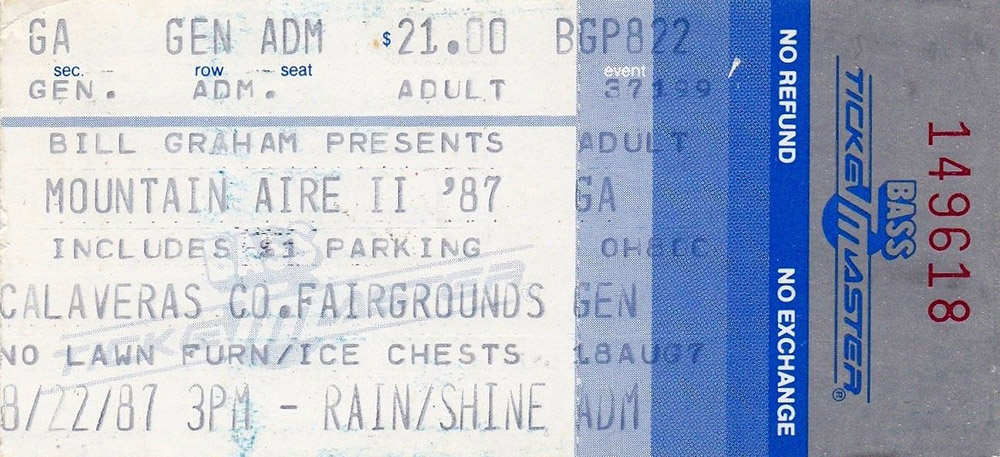 GA GEN ADM $21.00 BGP822
sec. row seat event
GEN. ADM. ADULT 37199
BILL GRAHAM PRESENTS ADULT
MOUNTAIN AIRE II '87 GA
INCLUDES $1 PARKING
CALAVERAS CO.FAIRGROUNDS GEN
NO LAWN FURN/ICE CHESTS 18AUG7
8/22/87 3PM - RAIN/SHINE ADM
NO REFUND NO EXCHANGE
BASS
TICKETMASTER®
149618
BASS
TICKETMASTER